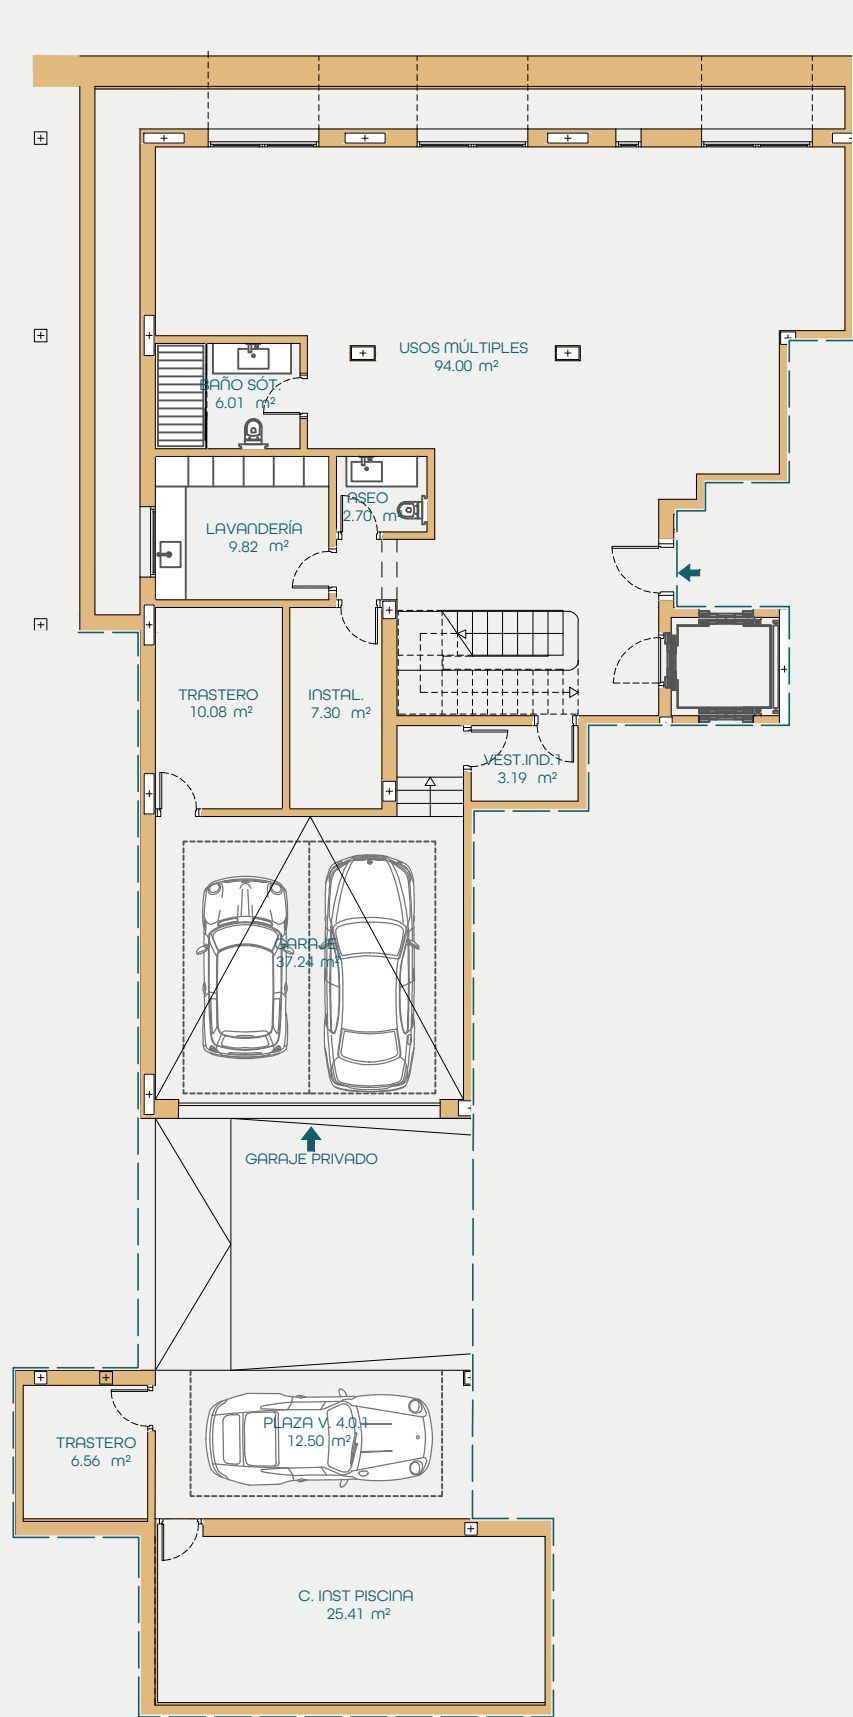 USOS MÚLTIPLES
94.00 m²
BAÑO SÓT.
6.01 m²
ASEO
2.70 m²
LAVANDERÍA
9.82 m²
TRASTERO
10.08 m²
INSTAL.
7.30 m²
VEST.IND.1
3.19 m²
GARAJE
37.24 m²
GARAJE PRIVADO
PLAZA V. 4.0.1
12.50 m²
TRASTERO
6.56 m²
C. INST PISCINA
25.41 m²